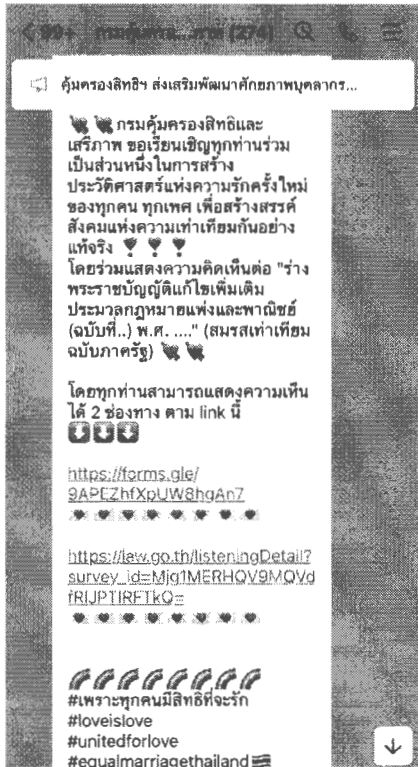 99+ กรมคุ้มครอ...ภาพ (274)
คุ้มครองสิทธิฯ ส่งเสริมพัฒนาศักยภาพบุคลากร...
💘 💘 กรมคุ้มครองสิทธิและ
เสรีภาพ ขอเรียนเชิญทุกท่านร่วม
เป็นส่วนหนึ่งในการสร้าง
ประวัติศาสตร์แห่งความรักครั้งใหม่
ของทุกคน ทุกเพศ เพื่อสร้างสรรค์
สังคมแห่งความเท่าเทียมกันอย่าง
แท้จริง ❣ ❣ ❣
โดยร่วมแสดงความคิดเห็นต่อ "ร่าง
พระราชบัญญัติแก้ไขเพิ่มเติม
ประมวลกฎหมายแพ่งและพาณิชย์
(ฉบับที่..) พ.ศ. ...." (สมรสเท่าเทียม
ฉบับภาครัฐ) 💘 💘
โดยทุกท่านสามารถแสดงความเห็น
ได้ 2 ช่องทาง ตาม link นี้
⬇⬇⬇
https://forms.gle/
9APEZhfXpUW8hgAn7
https://law.go.th/listeningDetail?
survey_id=Mjg1MERHQV9MQVd
fRlJPTlRFTkQ=
🌈🌈🌈🌈🌈🌈🌈🌈
#เพราะทุกคนมีสิทธิที่จะรัก
#loveislove
#unitedforlove
#equalmarriagethailand